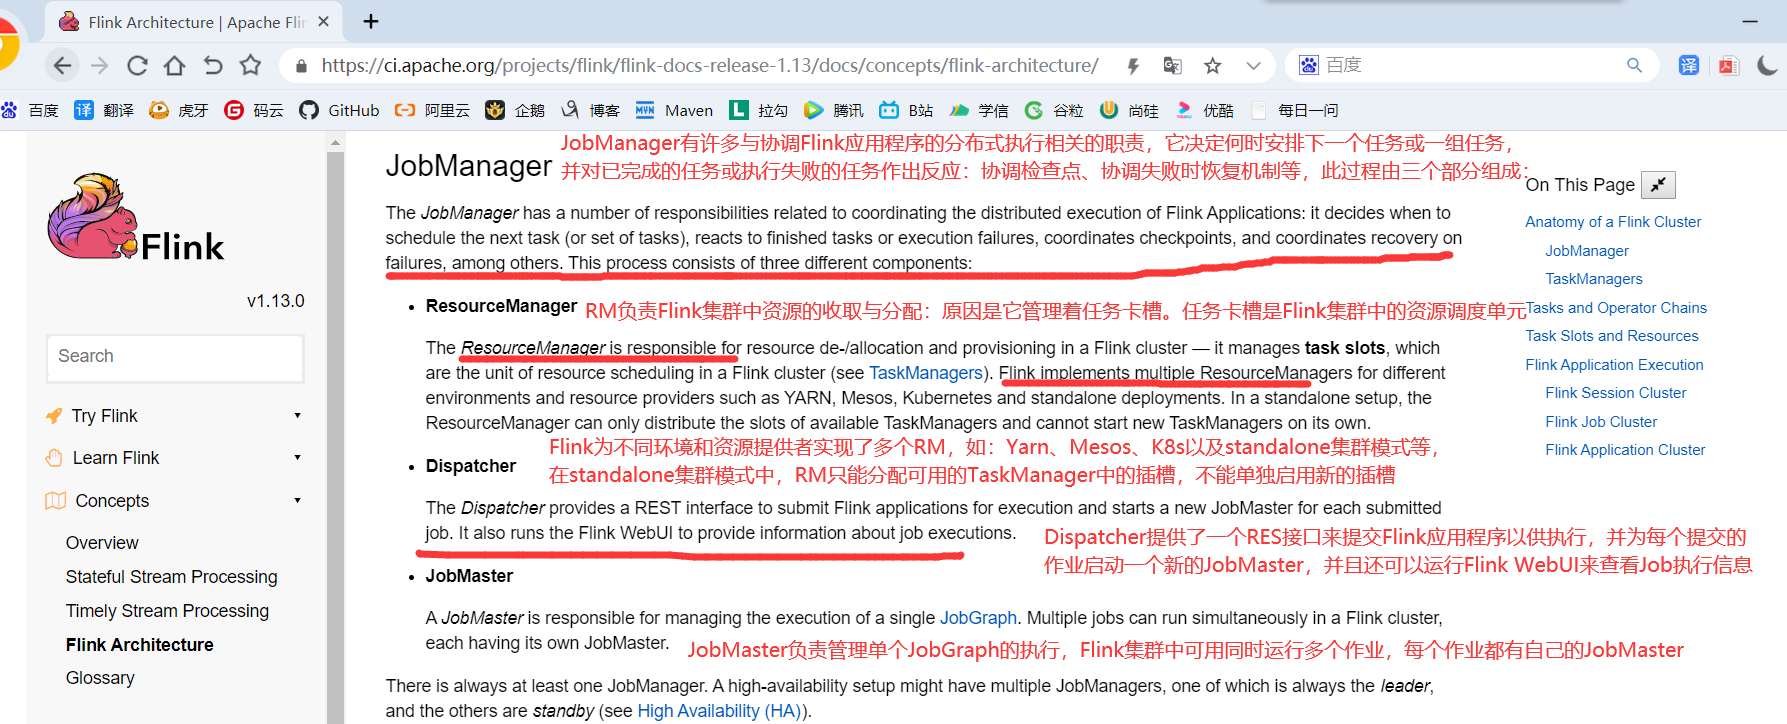 Flink Architecture | Apache Flin
https://ci.apache.org/projects/flink/flink-docs-release-1.13/docs/concepts/flink-architecture/
百度
百度 翻译 虎牙 码云 GitHub 阿里云 企鹅 博客 Maven 拉勾 腾讯 B站 学信 谷粒 尚硅 优酷 每日一问
Flink
v1.13.0
Search
Try Flink
Learn Flink
Concepts
Overview
Stateful Stream Processing
Timely Stream Processing
Flink Architecture
Glossary
JobManager
JobManager有许多与协调Flink应用程序的分布式执行相关的职责，它决定何时安排下一个任务或一组任务，
并对已完成的任务或执行失败的任务作出反应：协调检查点、协调失败时恢复机制等，此过程由三个部分组成：
The JobManager has a number of responsibilities related to coordinating the distributed execution of Flink Applications: it decides when to
schedule the next task (or set of tasks), reacts to finished tasks or execution failures, coordinates checkpoints, and coordinates recovery on
failures, among others. This process consists of three different components:
• ResourceManager
RM负责Flink集群中资源的收取与分配：原因是它管理着任务卡槽。任务卡槽是Flink集群中的资源调度单元
The ResourceManager is responsible for resource de-/allocation and provisioning in a Flink cluster — it manages task slots, which
are the unit of resource scheduling in a Flink cluster (see TaskManagers). Flink implements multiple ResourceManagers for different
environments and resource providers such as YARN, Mesos, Kubernetes and standalone deployments. In a standalone setup, the
ResourceManager can only distribute the slots of available TaskManagers and cannot start new TaskManagers on its own.
Flink为不同环境和资源提供者实现了多个RM，如：Yarn、Mesos、K8s以及standalone集群模式等，
在standalone集群模式中，RM只能分配可用的TaskManager中的插槽，不能单独启用新的插槽
• Dispatcher
The Dispatcher provides a REST interface to submit Flink applications for execution and starts a new JobMaster for each submitted
job. It also runs the Flink WebUI to provide information about job executions.
Dispatcher提供了一个RES接口来提交Flink应用程序以供执行，并为每个提交的
作业启动一个新的JobMaster，并且还可以运行Flink WebUI来查看Job执行信息
• JobMaster
A JobMaster is responsible for managing the execution of a single JobGraph. Multiple jobs can run simultaneously in a Flink cluster,
each having its own JobMaster.
JobMaster负责管理单个JobGraph的执行，Flink集群中可用同时运行多个作业，每个作业都有自己的JobMaster
There is always at least one JobManager. A high-availability setup might have multiple JobManagers, one of which is always the leader,
and the others are standby (see High Availability (HA)).
On This Page
Anatomy of a Flink Cluster
JobManager
TaskManagers
Tasks and Operator Chains
Task Slots and Resources
Flink Application Execution
Flink Session Cluster
Flink Job Cluster
Flink Application Cluster